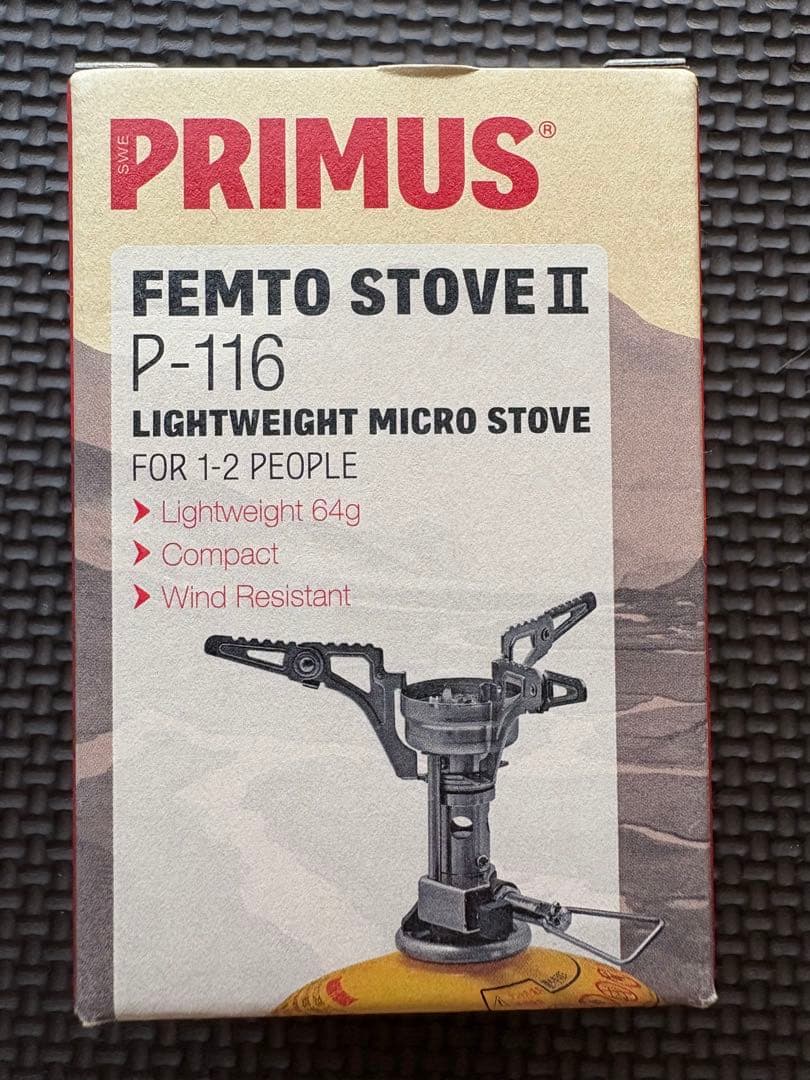 SWE
PRIMUS®
FEMTO STOVE II
P-116
LIGHTWEIGHT MICRO STOVE
FOR 1-2 PEOPLE
Lightweight 64g
Compact
Wind Resistant